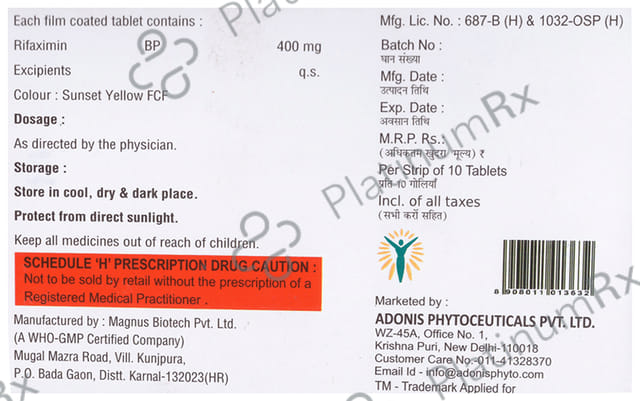 Each film coated tablet contains :
Rifaximin BP 400 mg
Excipients q.s.
Colour : Sunset Yellow FCF
Dosage :
As directed by the physician.
Storage :
Store in cool, dry & dark place.
Protect from direct sunlight.
Keep all medicines out of reach of children.
SCHEDULE 'H' PRESCRIPTION DRUG CAUTION :
Not to be sold by retail without the prescription of a
Registered Medical Practitioner .
Manufactured by : Magnus Biotech Pvt. Ltd.
(A WHO-GMP Certified Company)
Mugal Mazra Road, Vill. Kunjpura,
P.O. Bada Gaon, Distt. Karnal-132023(HR)
Mfg. Lic. No. : 687-B (H) & 1032-OSP (H)
Batch No :
घान संख्या
Mfg. Date :
उत्पादन तिथि
Exp. Date :
अवसान तिथि
M.R.P. Rs.:
(अधिकतम खुदरा मूल्य) ₹
Per Strip of 10 Tablets
प्रति 10 गोलियाँ
Incl. of all taxes
(सभी करों सहित)
8 908011 013632
Marketed by :
ADONIS PHYTOCEUTICALS PVT. LTD.
WZ-45A, Office No. 1,
Krishna Puri, New Delhi-110018
Customer Care No.-011-41328370
Email Id - info@adonisphyto.com
TM - Trademark Applied for
PlatinumRx
PlatinumRx
PlatinumRx